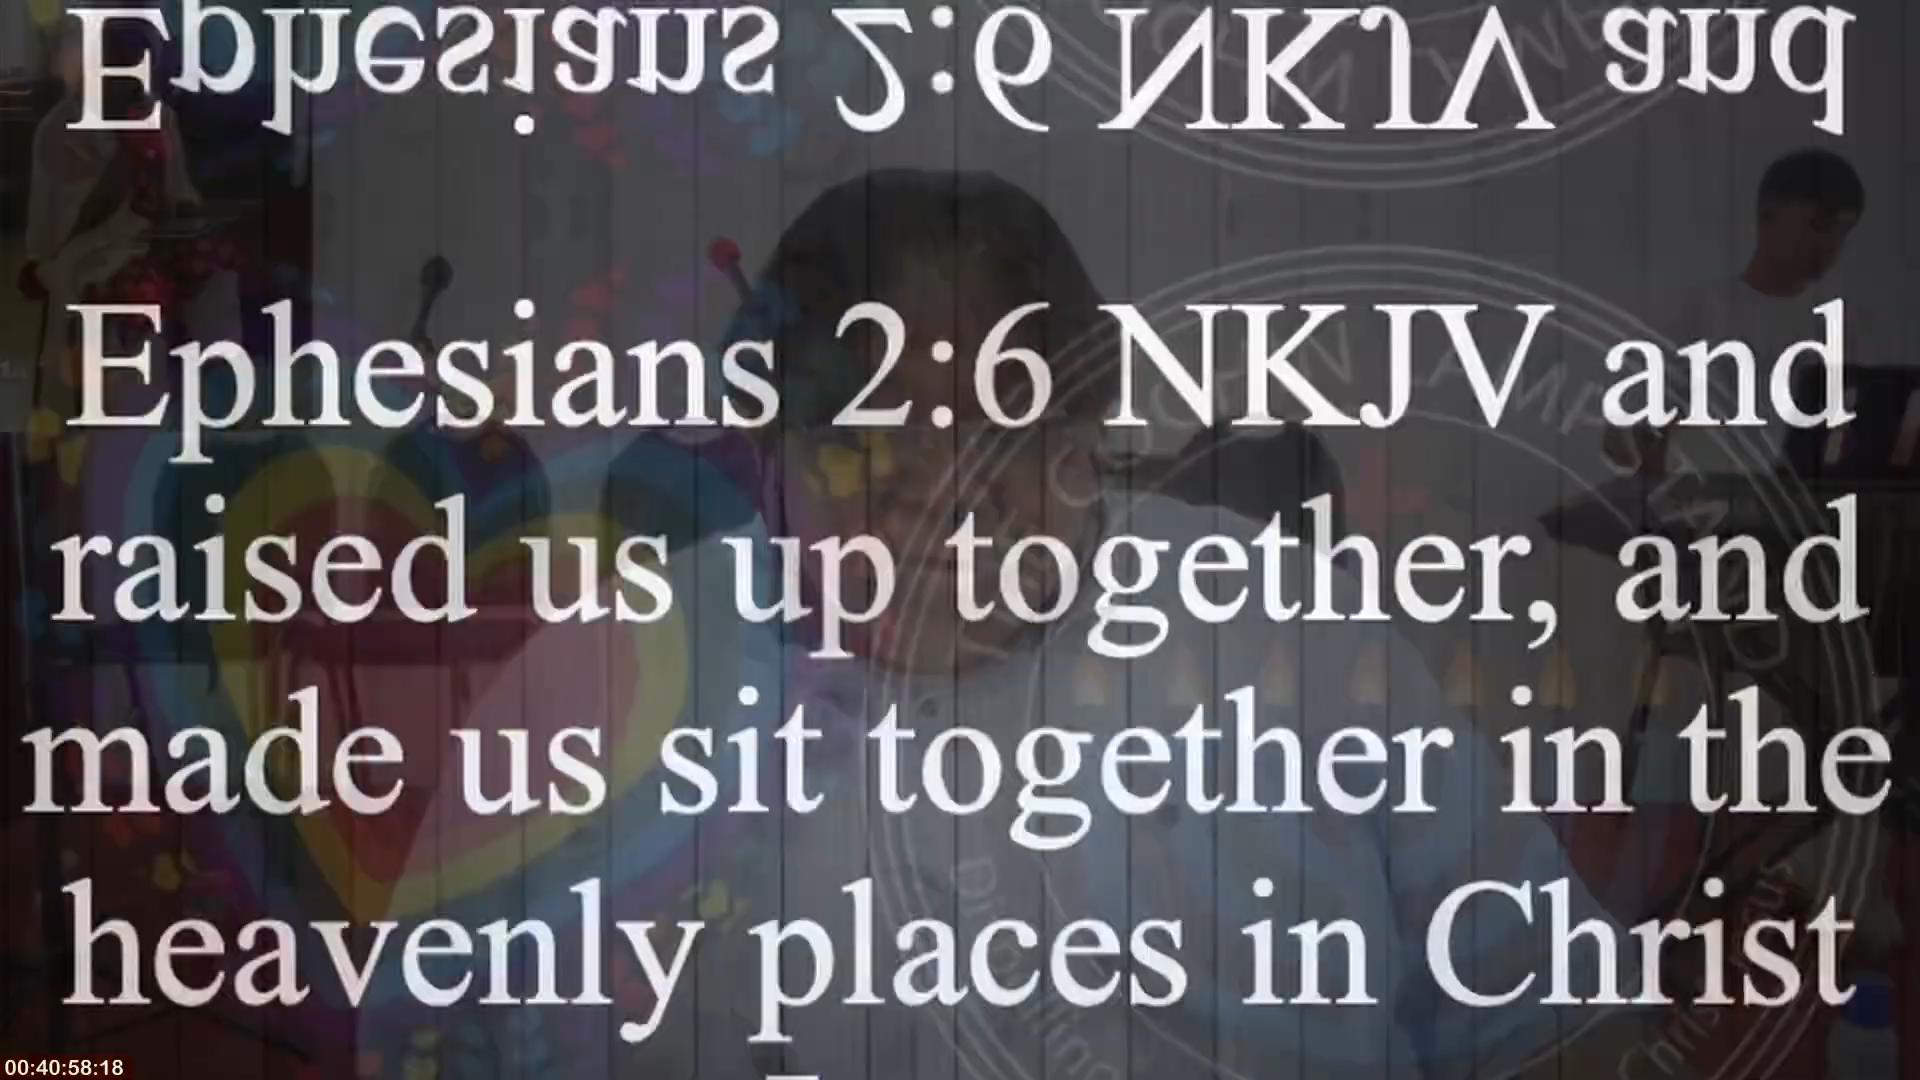 Ephesians 2:6 NKJV and
Ephesians 2:6 NKJV and
raised us up together, and
made us sit together in the
heavenly places in Christ
00:40:58:18